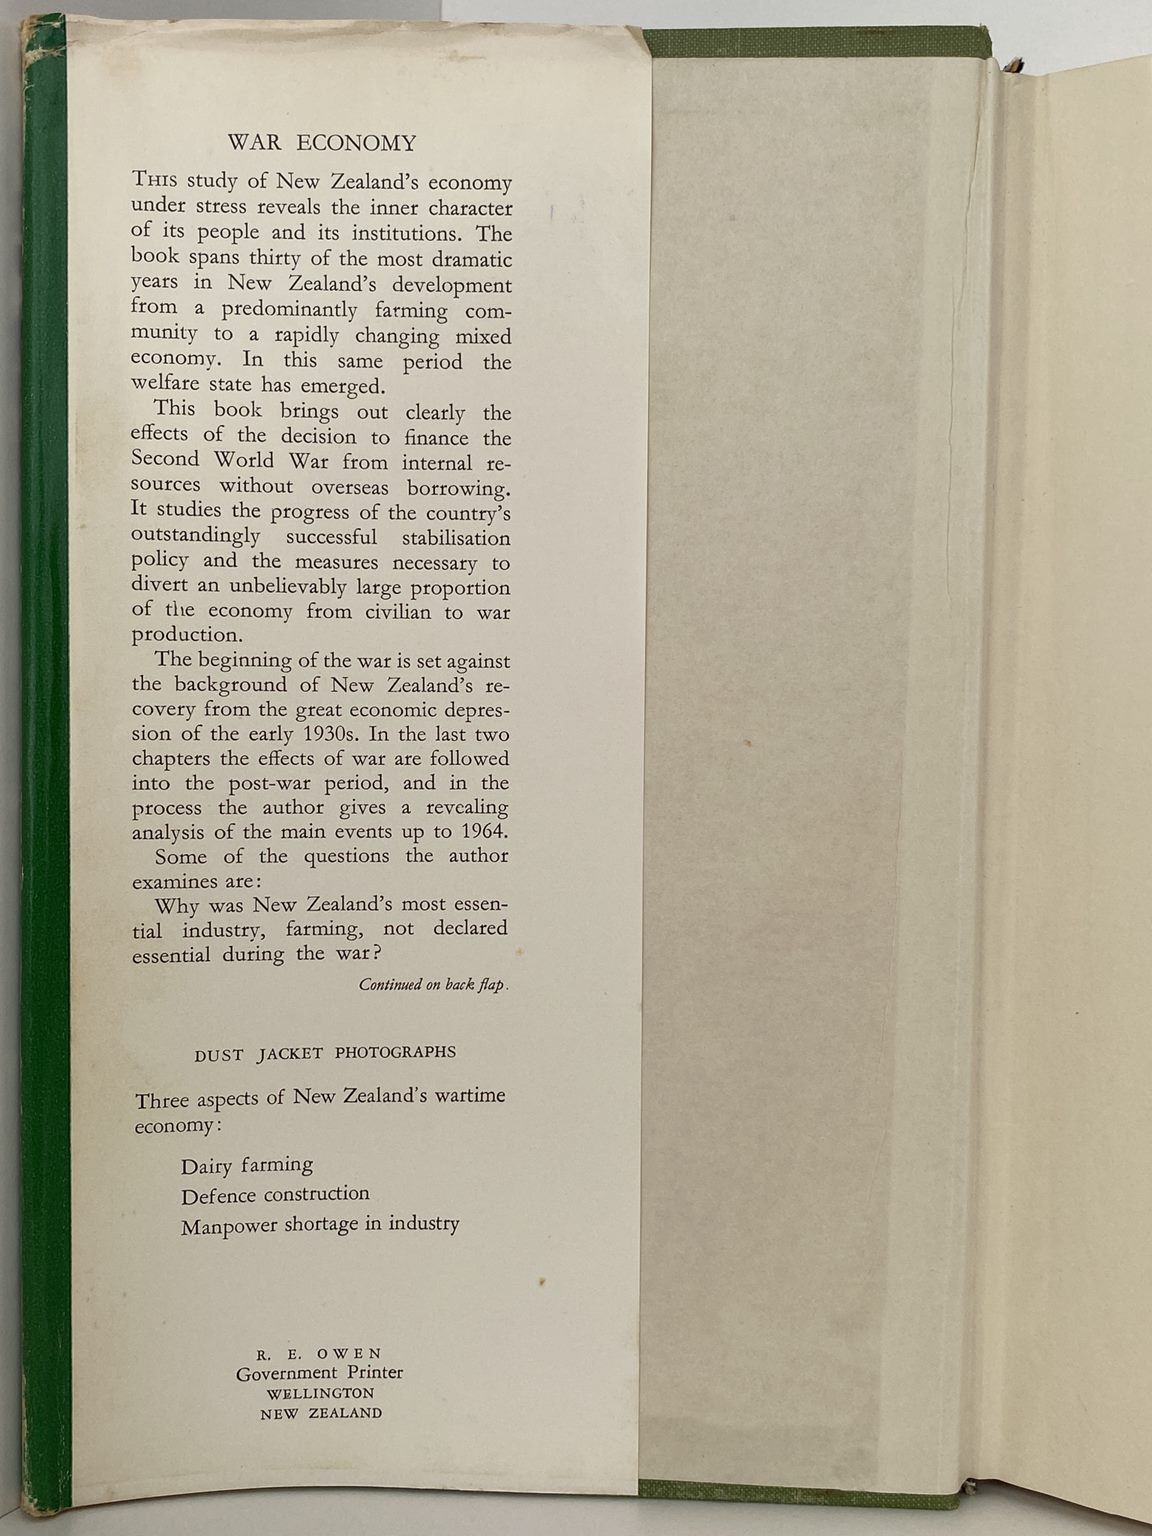 WAR ECONOMY
THIS study of New Zealand's economy
under stress reveals the inner character
of its people and its institutions. The
book spans thirty of the most dramatic
years in New Zealand's development
from a predominantly farming com-
munity to a rapidly changing mixed
economy. In this same period the
welfare state has emerged.
This book brings out clearly the
effects of the decision to finance the
Second World War from internal re-
sources without overseas borrowing.
It studies the progress of the country's
outstandingly successful stabilisation
policy and the measures necessary to
divert an unbelievably large proportion
of the economy from civilian to war
production.
The beginning of the war is set against
the background of New Zealand's re-
covery from the great economic depres-
sion of the early 1930s. In the last two
chapters the effects of war are followed
into the post-war period, and in the
process the author gives a revealing
analysis of the main events up to 1964.
Some of the questions the author
examines are:
Why was New Zealand's most essen-
tial industry, farming, not declared
essential during the war?
Continued on back flap.
DUST JACKET PHOTOGRAPHS
Three aspects of New Zealand's wartime
economy:
Dairy farming
Defence construction
Manpower shortage in industry
R. E. OWEN
Government Printer
WELLINGTON
NEW ZEALAND